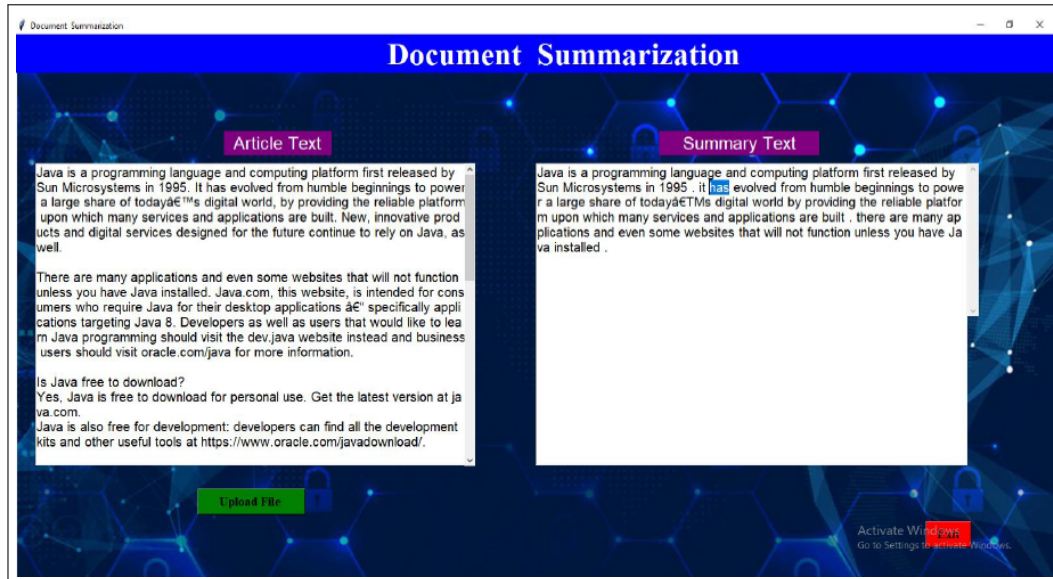 Document Summarization
Document Summarization
Article Text
Java is a programming language and computing platform first released by
Sun Microsystems in 1995. It has evolved from humble beginnings to power
a large share of todayâ€™s digital world, by providing the reliable platform
upon which many services and applications are built. New, innovative prod
ucts and digital services designed for the future continue to rely on Java, as
well.
There are many applications and even some websites that will not function
unless you have Java installed. Java.com, this website, is intended for cons
umers who require Java for their desktop applications â€“ specifically appli
cations targeting Java 8. Developers as well as users that would like to lea
rn Java programming should visit the dev.java website instead and business
users should visit oracle.com/java for more information.
Is Java free to download?
Yes, Java is free to download for personal use. Get the latest version at ja
va.com.
Java is also free for development: developers can find all the development
kits and other useful tools at https://www.oracle.com/javadownload/.
Upload File
Summary Text
Java is a programming language and computing platform first released by
Sun Microsystems in 1995 . it has evolved from humble beginnings to powe
r a large share of todayâ€TMs digital world by providing the reliable platfor
m upon which many services and applications are built . there are many ap
plications and even some websites that will not function unless you have Ja
va installed .
Activate Windows
Go to Settings to activate Windows.